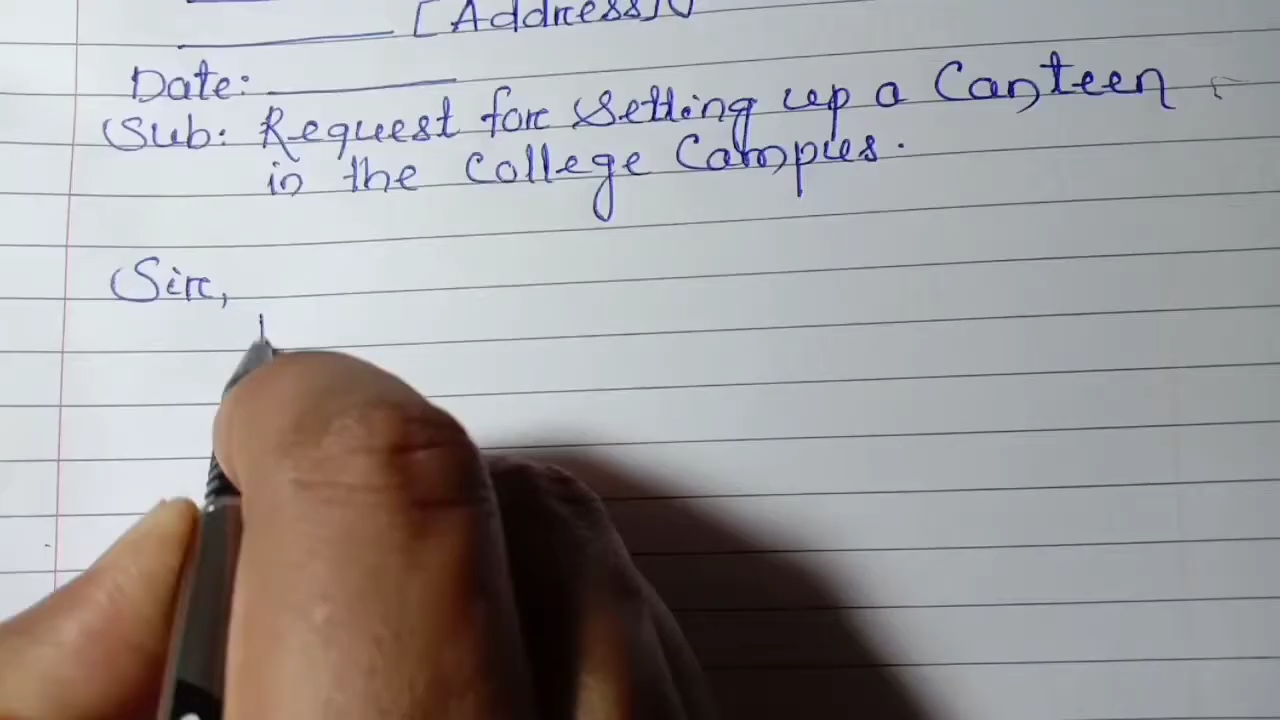 [Address]
Date:
Sub: Request for Setting up a Canteen
in the College Campus.
Sir,